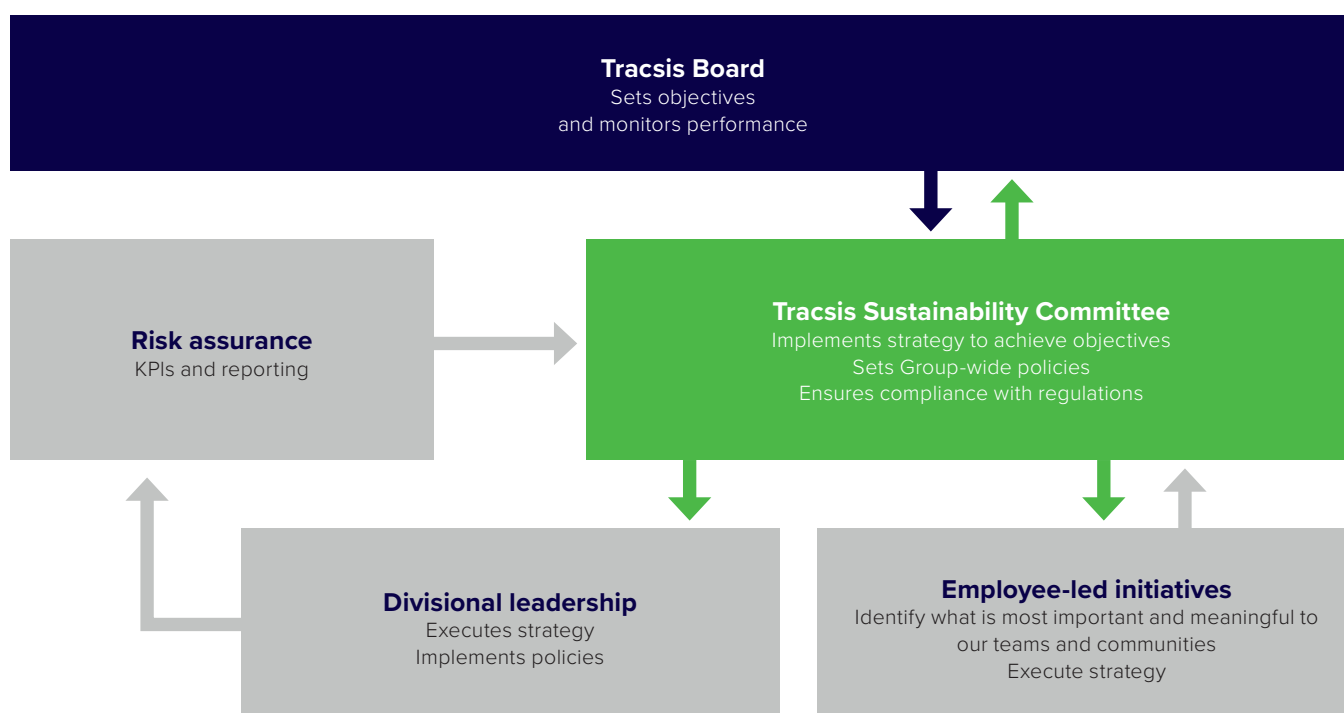 Tracsis Board
Sets objectives
and monitors performance
Risk assurance
KPIs and reporting
Tracsis Sustainability Committee
Implements strategy to achieve objectives
Sets Group-wide policies
Ensures compliance with regulations
Divisional leadership
Executes strategy
Implements policies
Employee-led initiatives
Identify what is most important and meaningful to
our teams and communities
Execute strategy